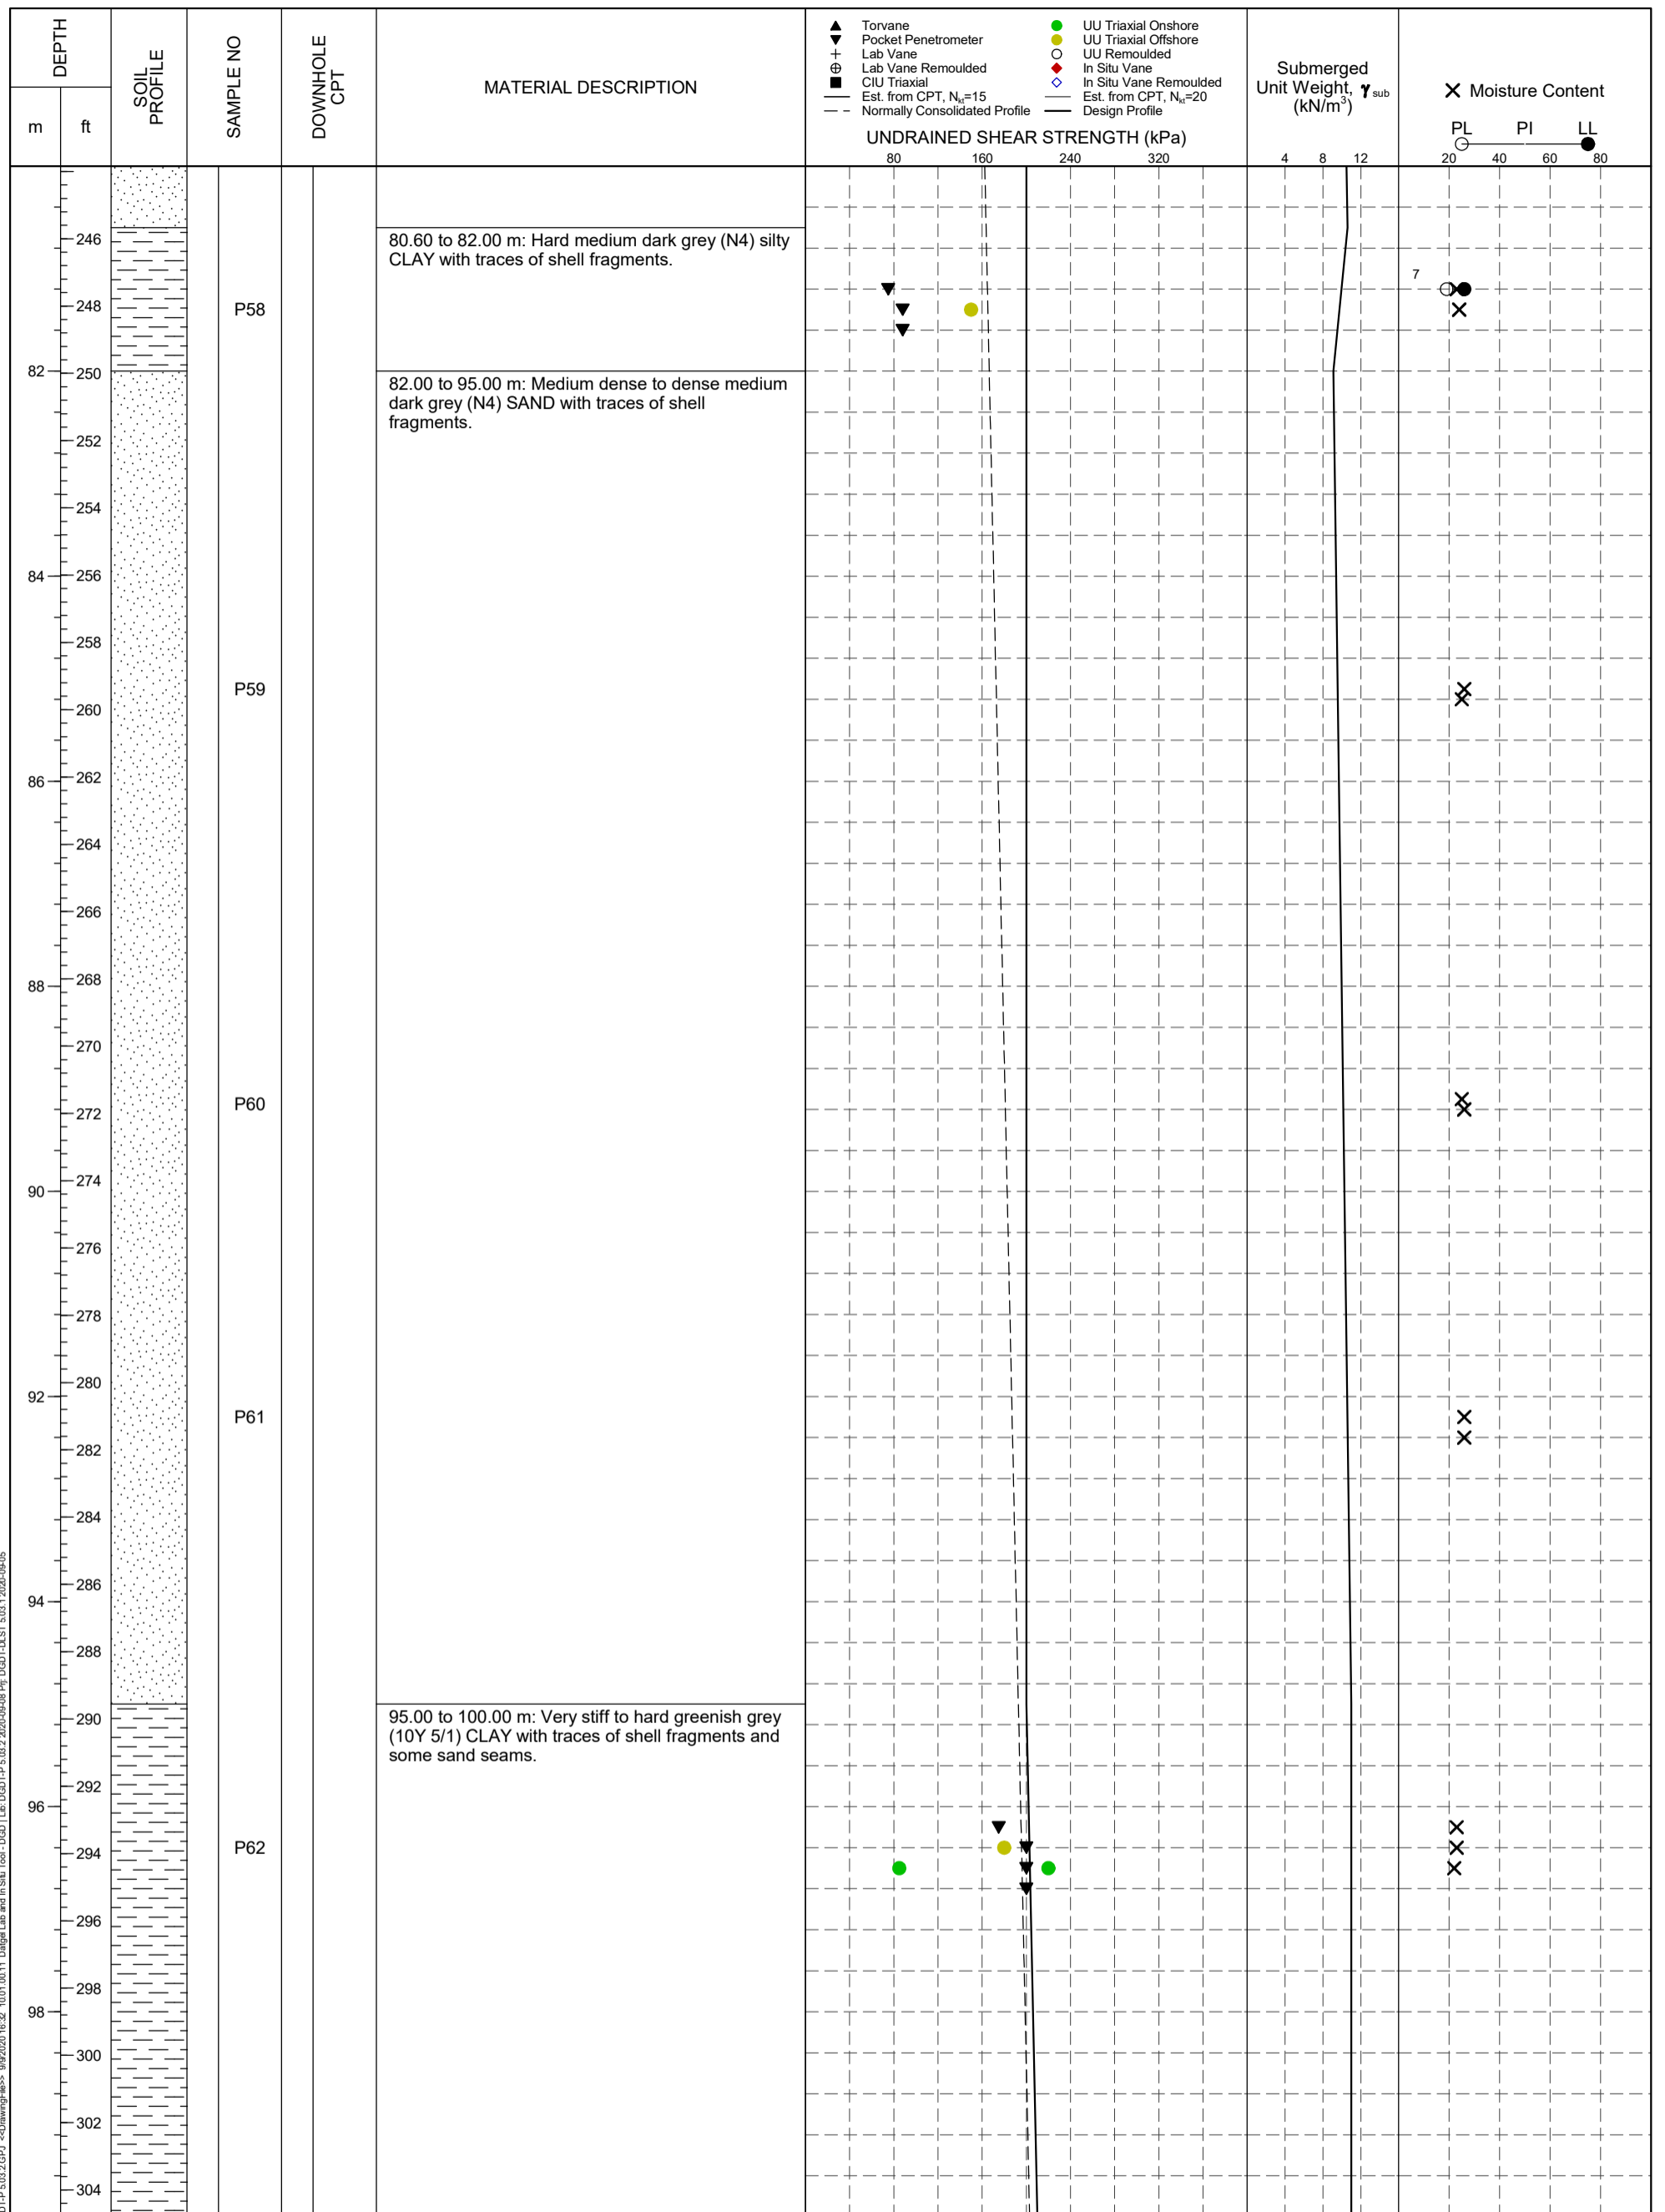 DEPTH
m
ft
SOIL PROFILE
SAMPLE NO
DOWNHOLE CPT
MATERIAL DESCRIPTION
Torvane
Pocket Penetrometer
Lab Vane
Lab Vane Remoulded
CIU Triaxial
Est. from CPT, Nkt=15
Normally Consolidated Profile
UU Triaxial Onshore
UU Triaxial Offshore
UU Remoulded
In Situ Vane
In Situ Vane Remoulded
Est. from CPT, Nkt=20
Design Profile
UNDRAINED SHEAR STRENGTH (kPa)
80 160 240 320
Submerged
Unit Weight, γ sub
(kN/m³)
4 8 12
Moisture Content
PL PI LL
20 40 60 80
246
80.60 to 82.00 m: Hard medium dark grey (N4) silty
CLAY with traces of shell fragments.
7
248
P58
82
250
82.00 to 95.00 m: Medium dense to dense medium
dark grey (N4) SAND with traces of shell
fragments.
252
254
84
256
258
P59
260
86
262
264
266
268
88
270
P60
272
274
90
276
278
280
92
P61
282
284
286
94
288
290
95.00 to 100.00 m: Very stiff to hard greenish grey
(10Y 5/1) CLAY with traces of shell fragments and
some sand seams.
292
96
P62
294
296
298
98
300
302
304